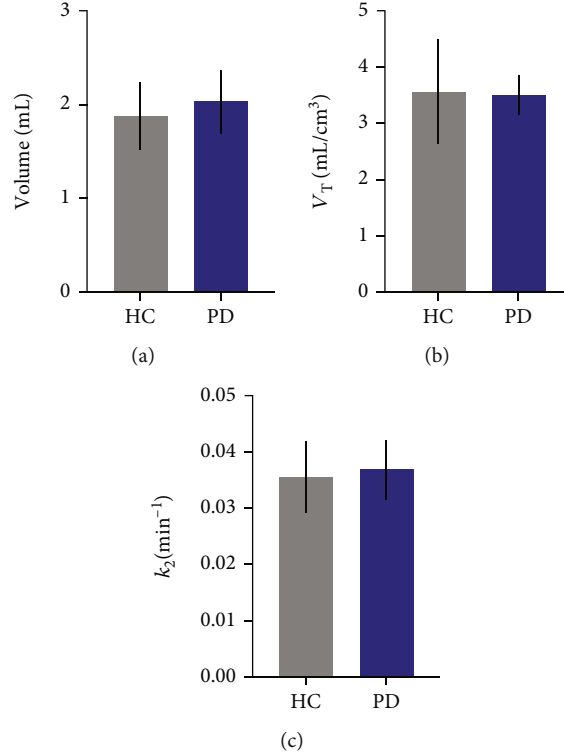 Volume (mL)
3
2
1
0
HC PD
(a)
V_T (mL/cm³)
5
4
3
2
1
0
HC PD
(b)
k₂(min⁻¹)
0.05
0.04
0.03
0.02
0.01
0.00
HC PD
(c)